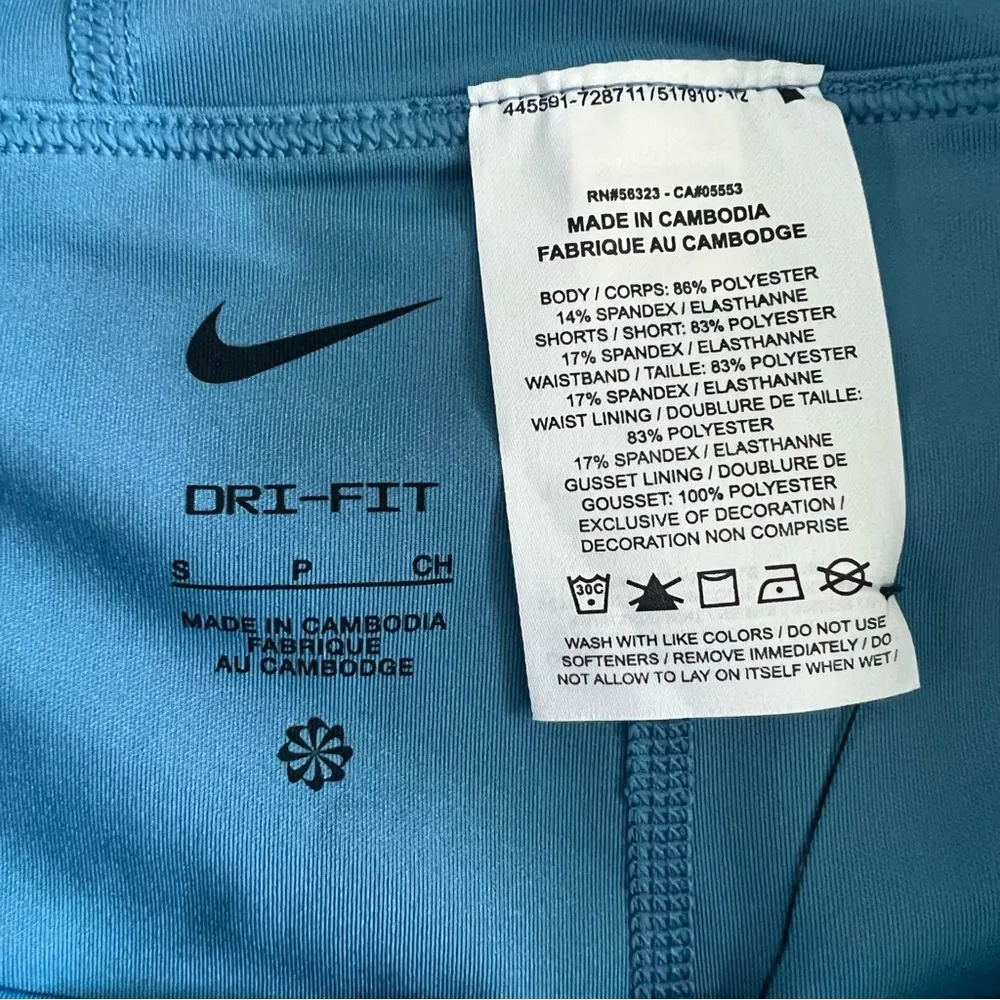 445591-728711/517910-1/2
RN#56323 - CA#05553
MADE IN CAMBODIA
FABRIQUE AU CAMBODGE
BODY / CORPS: 86% POLYESTER
14% SPANDEX / ELASTHANNE
SHORTS / SHORT: 83% POLYESTER
17% SPANDEX / ELASTHANNE
WAISTBAND / TAILLE: 83% POLYESTER
17% SPANDEX / ELASTHANNE
WAIST LINING / DOUBLURE DE TAILLE:
83% POLYESTER
17% SPANDEX / ELASTHANNE
GUSSET LINING / DOUBLURE DE
GOUSSET: 100% POLYESTER
EXCLUSIVE OF DECORATION /
DECORATION NON COMPRISE
30C
WASH WITH LIKE COLORS / DO NOT USE
SOFTENERS / REMOVE IMMEDIATELY / DO
NOT ALLOW TO LAY ON ITSELF WHEN WET /
DRI-FIT
S P CH
MADE IN CAMBODIA
FABRIQUE
AU CAMBODGE